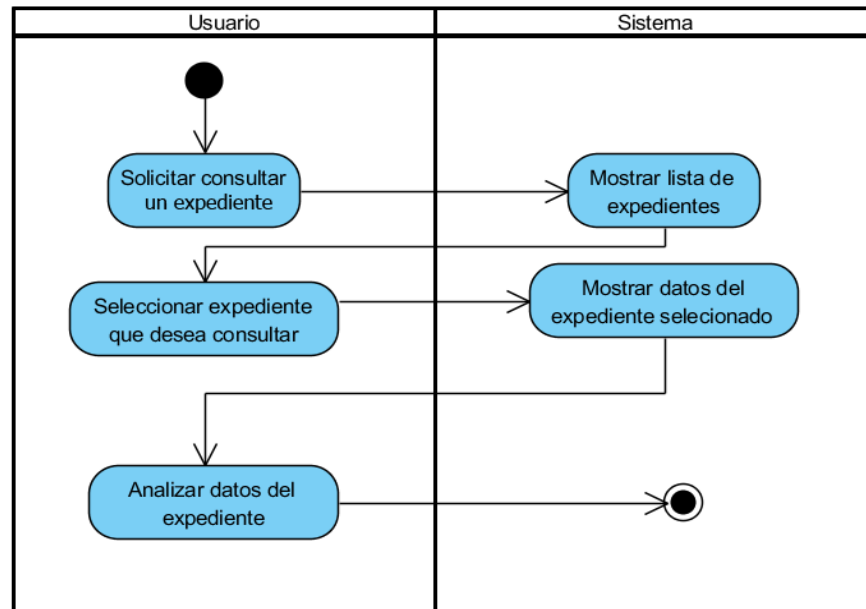 Usuario
Sistema
Solicitar consultar
un expediente
Mostrar lista de
expedientes
Seleccionar expediente
que desea consultar
Mostrar datos del
expediente selecionado
Analizar datos del
expediente